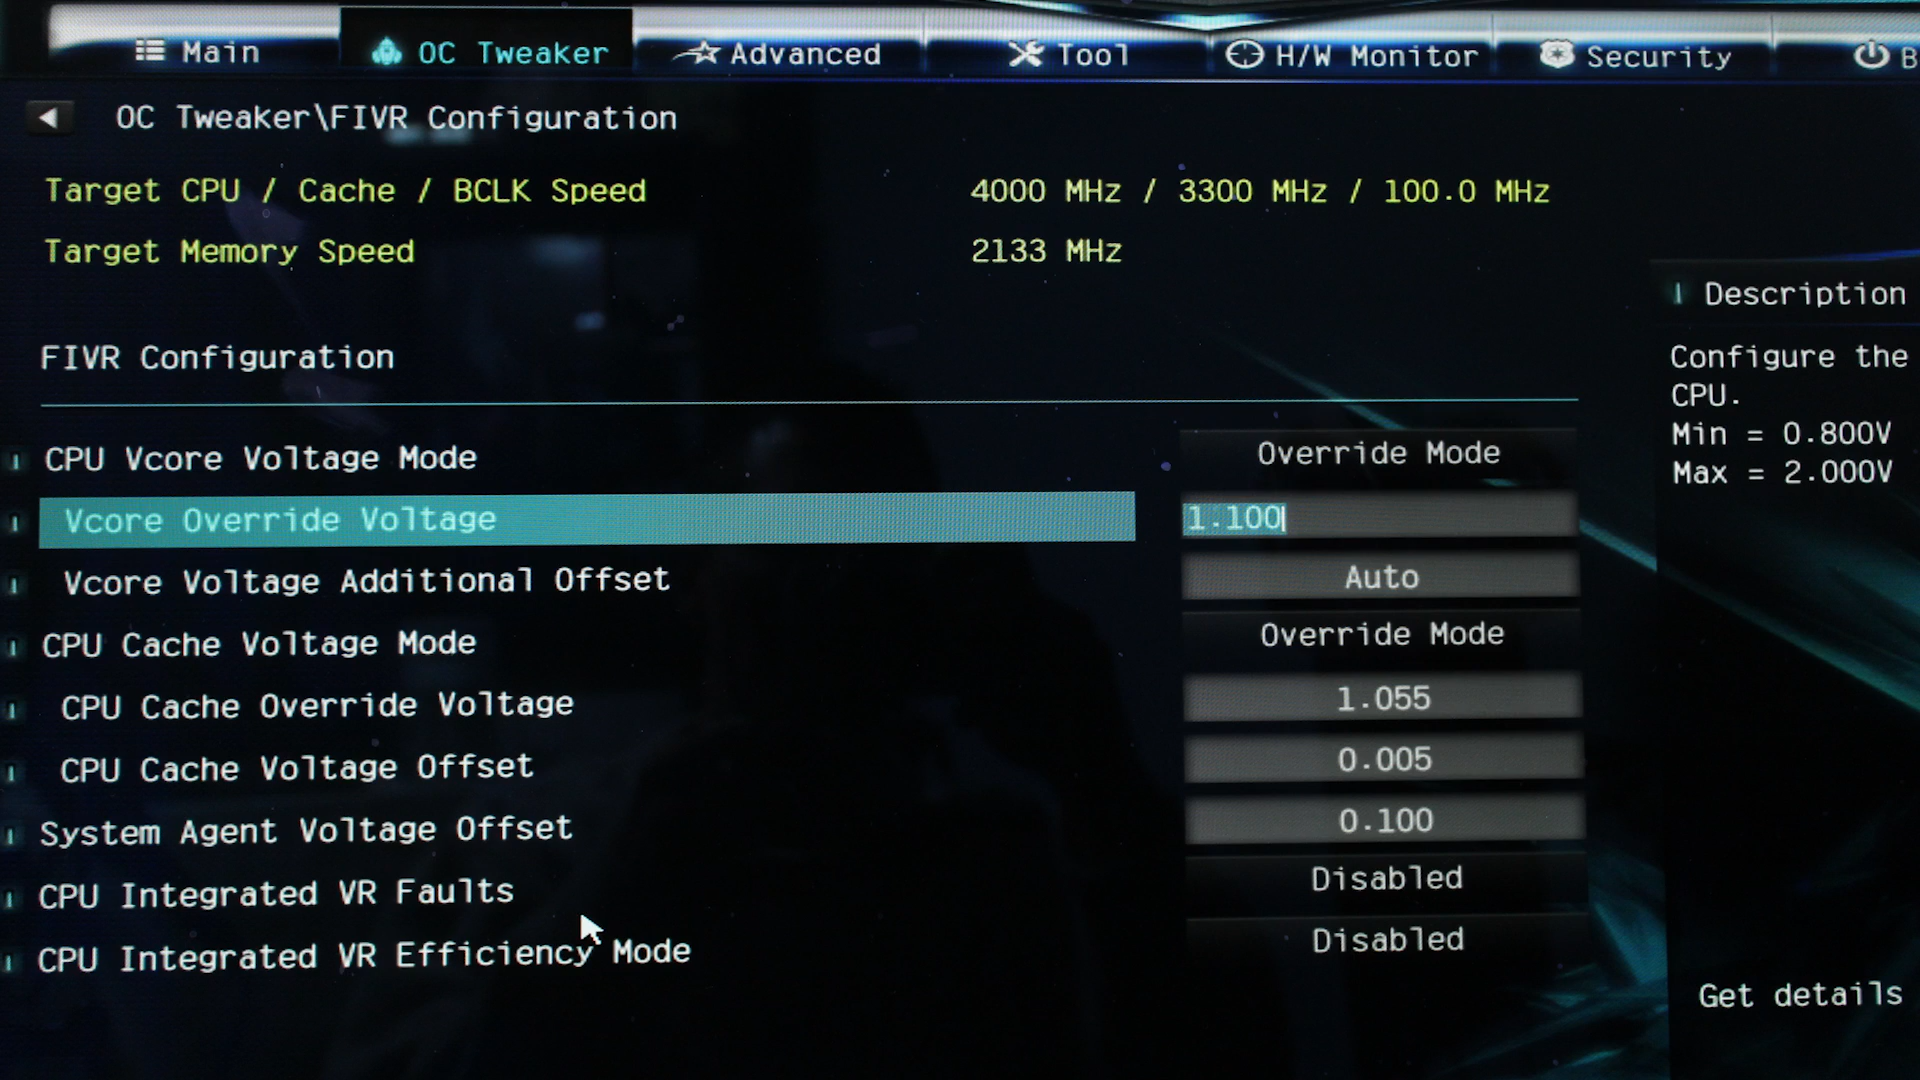 Main OC Tweaker Advanced Tool H/W Monitor Security B
OC Tweaker\FIVR Configuration
Target CPU / Cache / BCLK Speed 4000 MHz / 3300 MHz / 100.0 MHz
Target Memory Speed 2133 MHz
FIVR Configuration
CPU Vcore Voltage Mode Override Mode
Vcore Override Voltage 1.100
Vcore Voltage Additional Offset Auto
CPU Cache Voltage Mode Override Mode
CPU Cache Override Voltage 1.055
CPU Cache Voltage Offset 0.005
System Agent Voltage Offset 0.100
CPU Integrated VR Faults Disabled
CPU Integrated VR Efficiency Mode Disabled
Description
Configure the
CPU.
Min = 0.800V
Max = 2.000V
Get details